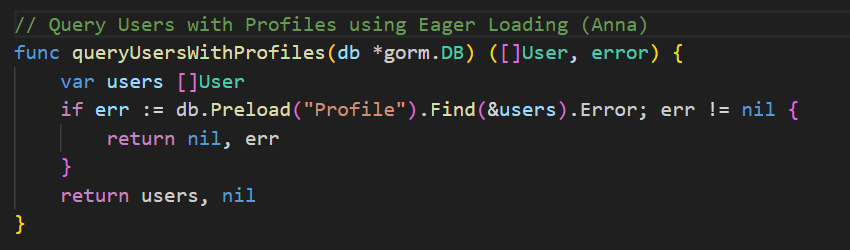 // Query Users with Profiles using Eager Loading (Anna)
func queryUsersWithProfiles(db *gorm.DB) ([]User, error) {
    var users []User
    if err := db.Preload("Profile").Find(&users).Error; err != nil {
        return nil, err
    }
    return users, nil
}